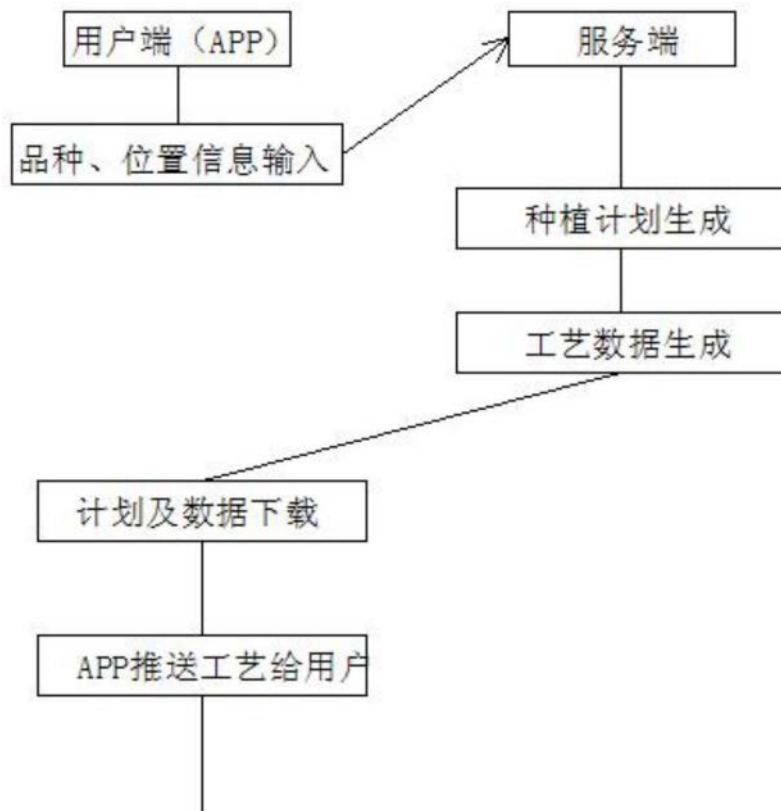 用户端（APP）
服务端
品种、位置信息输入
种植计划生成
工艺数据生成
计划及数据下载
APP推送工艺给用户